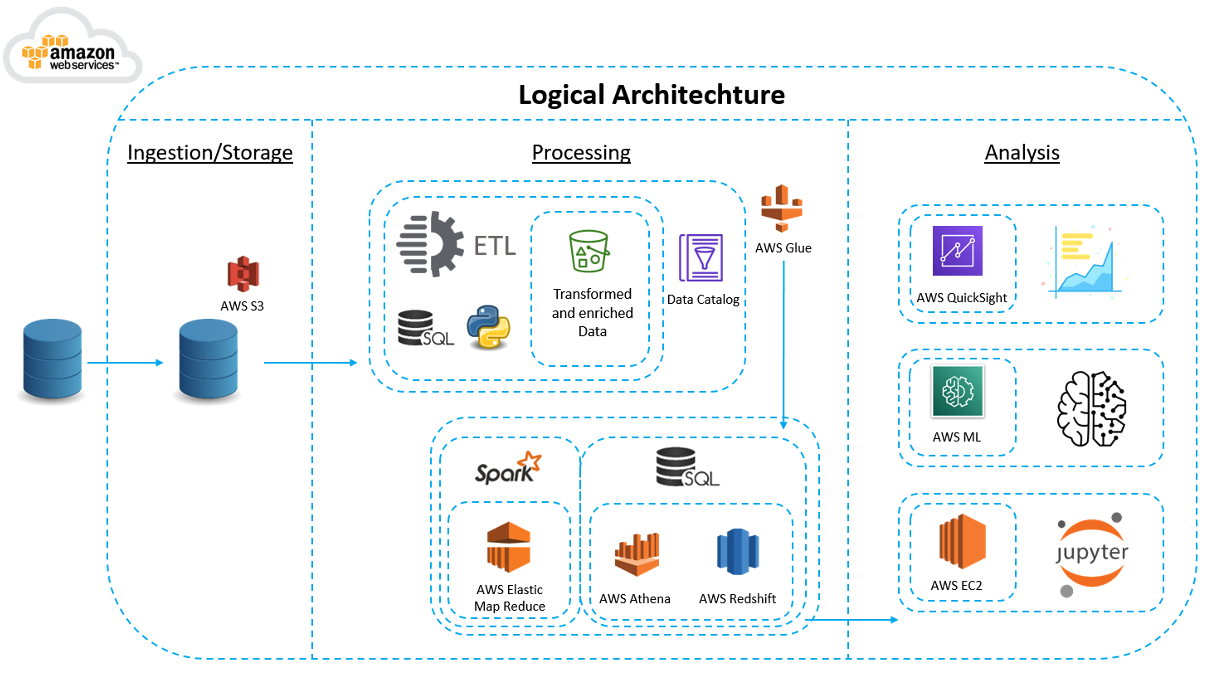 amazon
web services™
Logical Architechture
Ingestion/Storage
Processing
Analysis
AWS S3
ETL
SQL
Transformed
and enriched
Data
Data Catalog
AWS Glue
Spark
AWS Elastic
Map Reduce
SQL
AWS Athena
AWS Redshift
AWS QuickSight
AWS ML
AWS EC2
jupyter